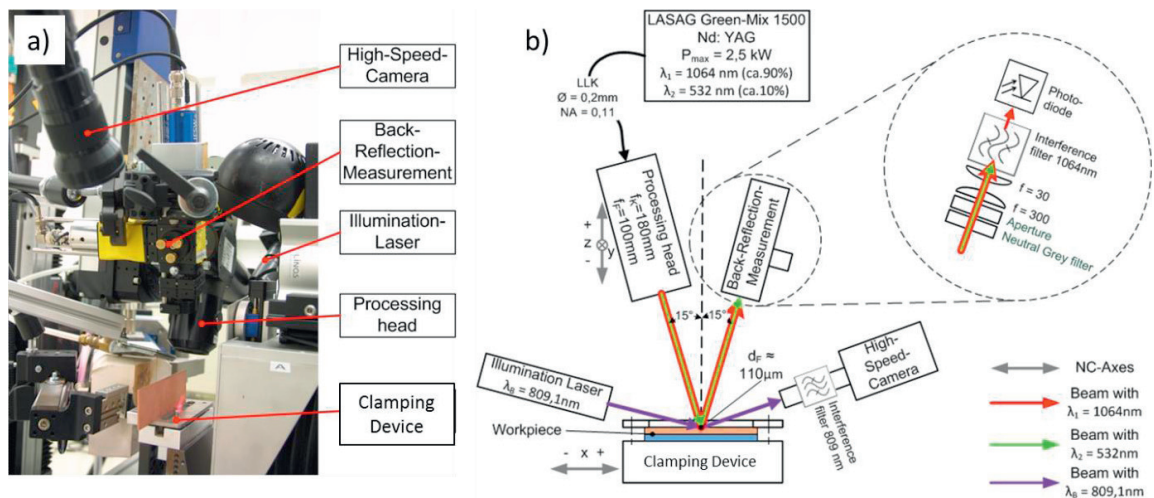 a)
High-Speed-
Camera
Back-
Reflection-
Measurement
Illumination-
Laser
Processing
head
Clamping
Device
LINOS
A
b)
LASAG Green-Mix 1500
Nd: YAG
Pmax = 2,5 kW
λ1 = 1064 nm (ca.90%)
λ2 = 532 nm (ca.10%)
LLK
Ø = 0,2mm
NA = 0,11
Processing head
fK=180mm
fF=100mm
+
z
y
-
Back-Reflection-
Measurement
15°
15°
Photo-
diode
Interference
filter 1064nm
f = 30
f = 300
Aperture
Neutral Grey filter
Illumination Laser
λB = 809,1nm
dF ≈
110µm
High-
Speed-
Camera
Interference
filter 809 nm
Workpiece
Clamping Device
- x +
NC-Axes
Beam with
λ1 = 1064nm
Beam with
λ2 = 532nm
Beam with
λB = 809,1nm